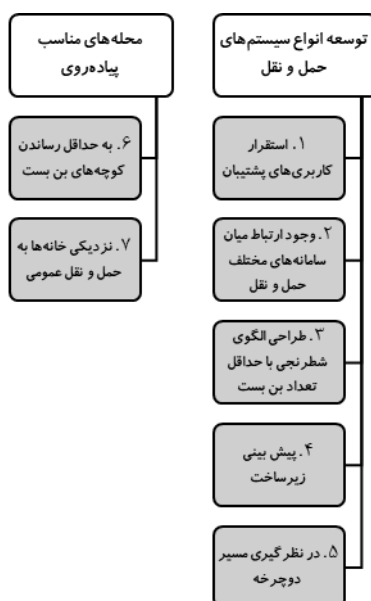 توسعه انواع سیستم‌های
حمل و نقل
۱. استقرار
کاربری‌های پشتیبان
۲. وجود ارتباط میان
سامانه‌های مختلف
حمل و نقل
۳. طراحی الگوی
شطرنجی با حداقل
تعداد بن بست
۴. پیش بینی
زیرساخت
۵. در نظر گیری مسیر
دوچرخه
محله‌های مناسب
پیاده‌روی
۶. به حداقل رساندن
کوچه‌های بن بست
۷. نزدیکی خانه‌ها به
حمل و نقل عمومی